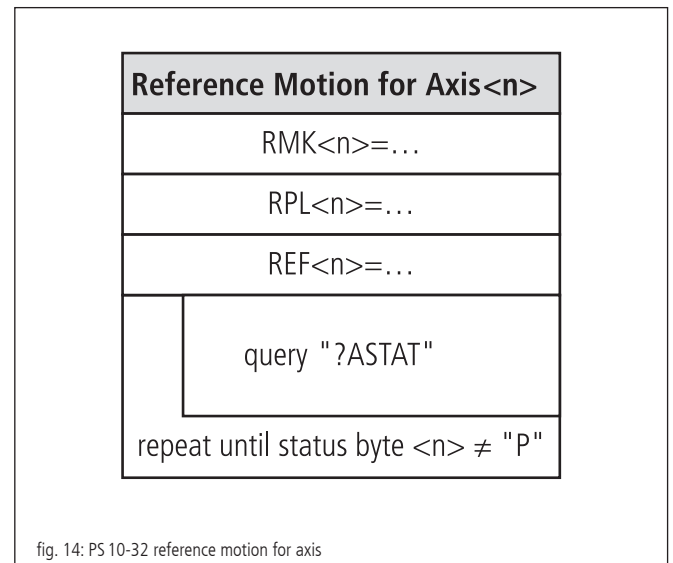 Reference Motion for Axis<n>
RMK<n>=...
RPL<n>=...
REF<n>=...
query "?ASTAT"
repeat until status byte <n> ≠ "P"
fig. 14: PS 10-32 reference motion for axis